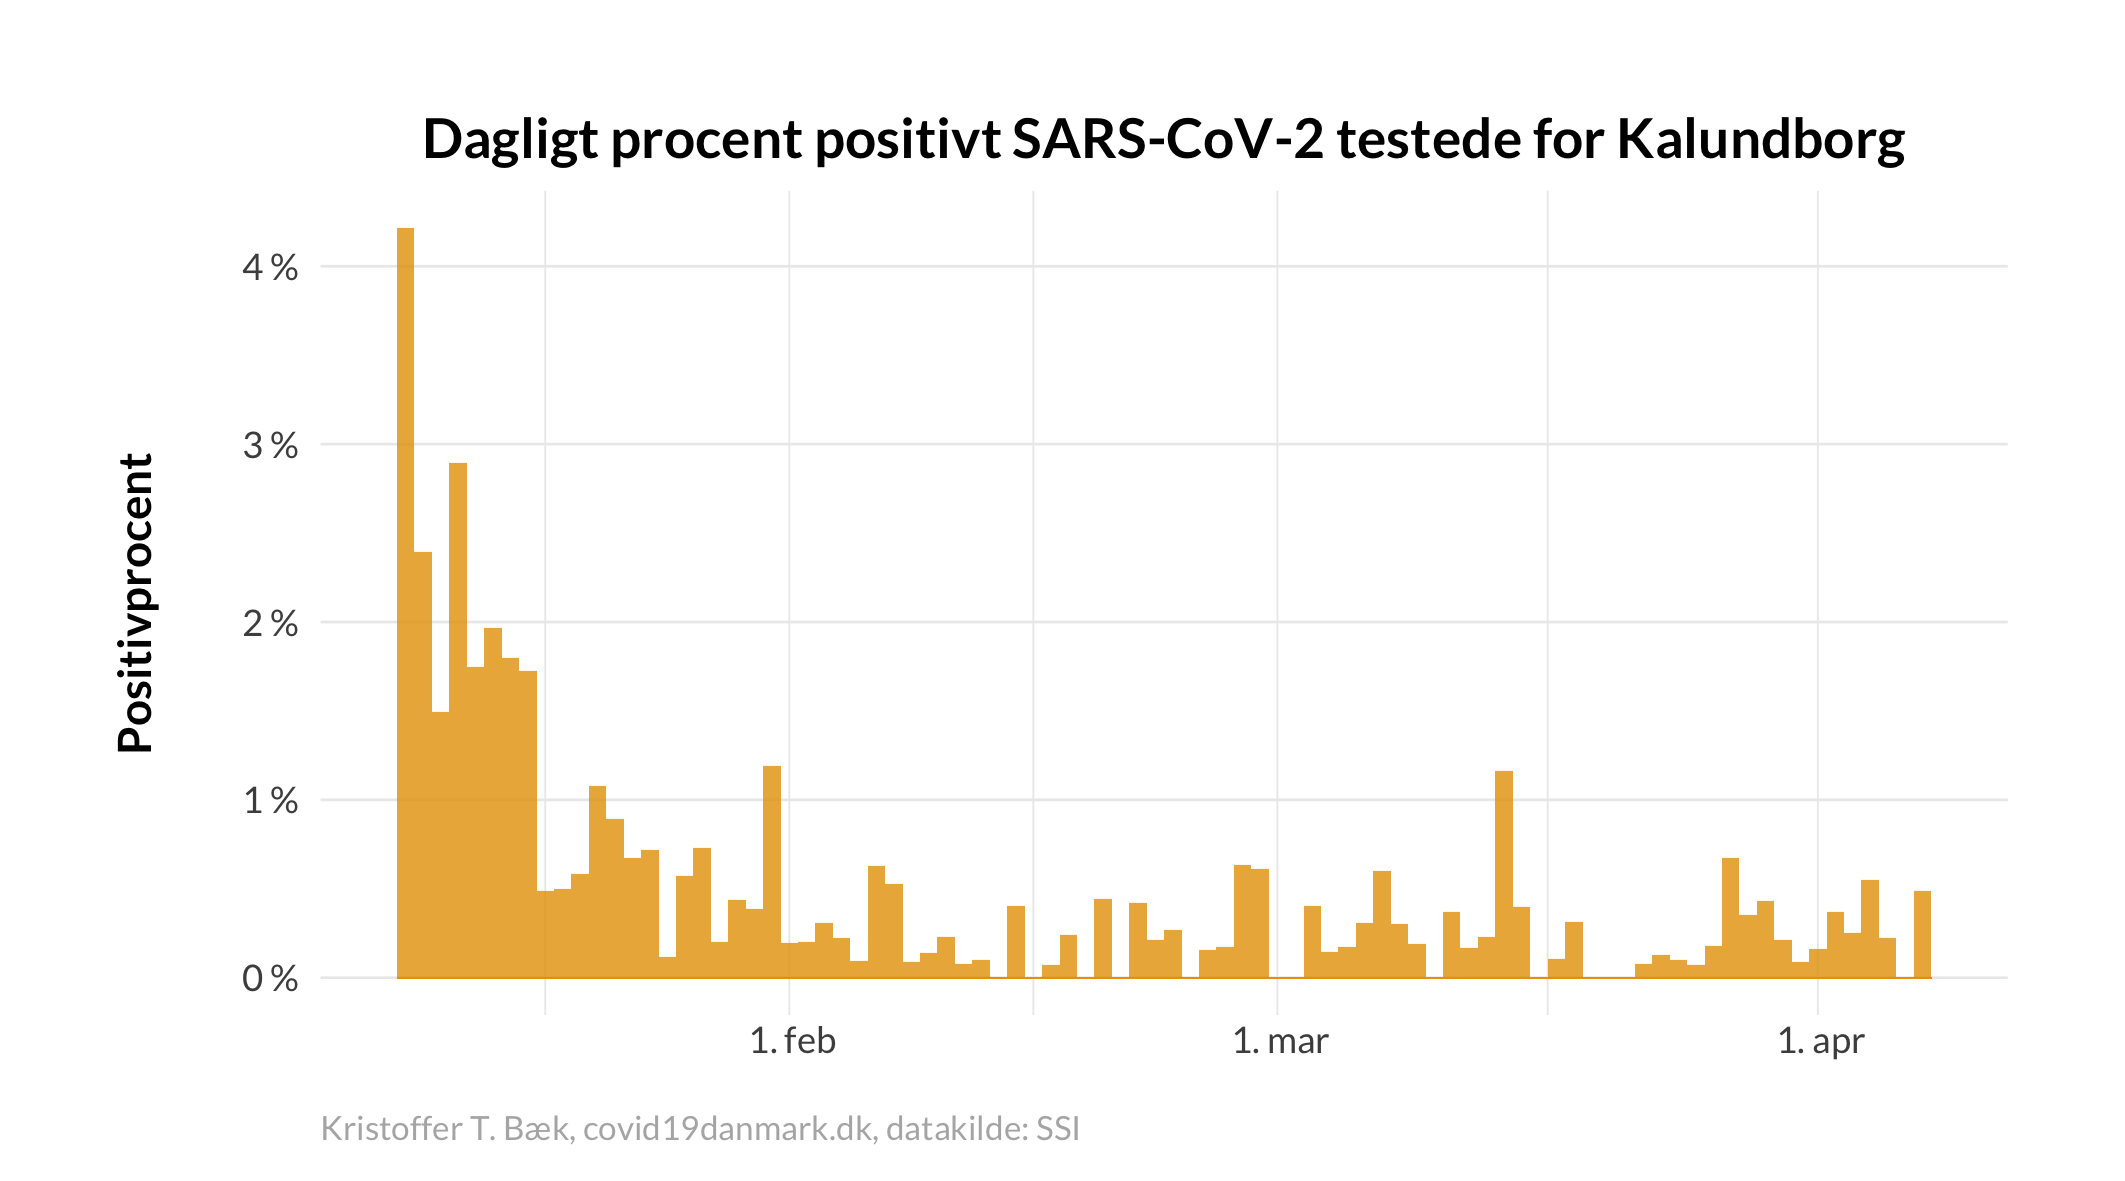 Dagligt procent positivt SARS-CoV-2 testede for Kalundborg
Positivprocent
4 %
3 %
2 %
1 %
0 %
1. feb
1. mar
1. apr
Kristoffer T. Bæk, covid19danmark.dk, datakilde: SSI